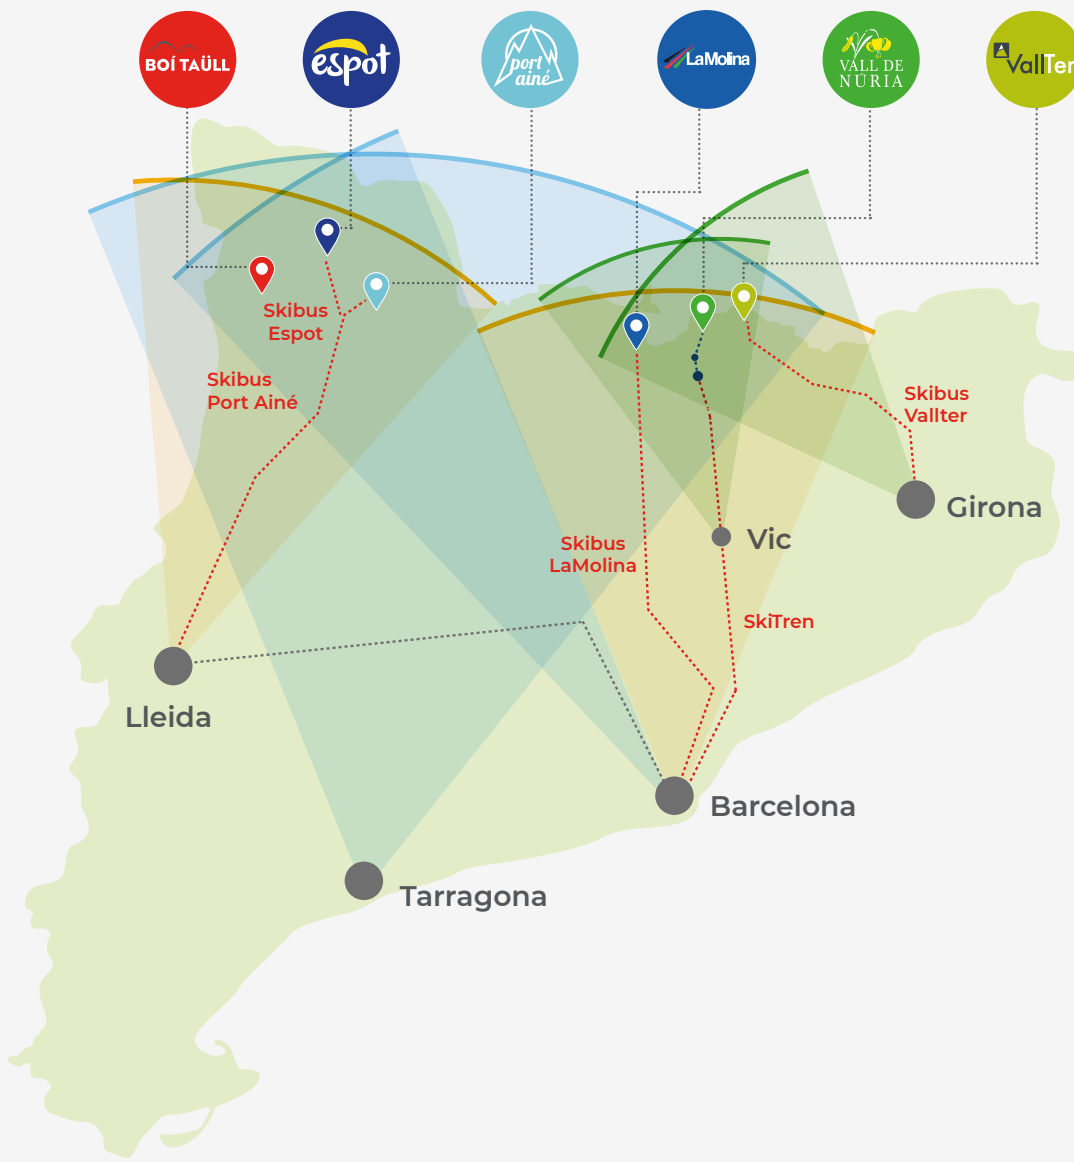 BOÍ TAÜLL
espot
port
ainé
LaMolina
VALL DE
NÚRIA
VallTer
Skibus
Espot
Skibus
Port Ainé
Skibus
Vallter
Girona
Vic
Skibus
LaMolina
SkiTren
Lleida
Barcelona
Tarragona